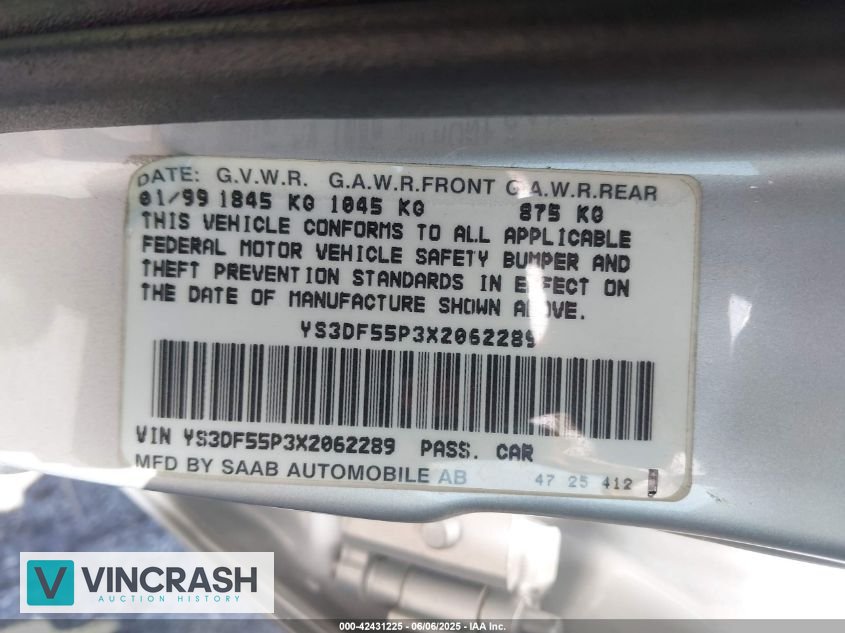 DATE: G.V.W.R. G.A.W.R.FRONT G.A.W.R.REAR
01/99 1845 KG 1045 KG 875 KG
THIS VEHICLE CONFORMS TO ALL APPLICABLE
FEDERAL MOTOR VEHICLE SAFETY BUMPER AND
THEFT PREVENTION STANDARDS IN EFFECT ON
THE DATE OF MANUFACTURE SHOWN ABOVE.
YS3DF55P3X2062289
VIN YS3DF55P3X2062289 PASS. CAR
MFD BY SAAB AUTOMOBILE AB 47 25 412
V VINCRASH
AUCTION HISTORY
000-42431225 - 06/06/2025 - IAA Inc.